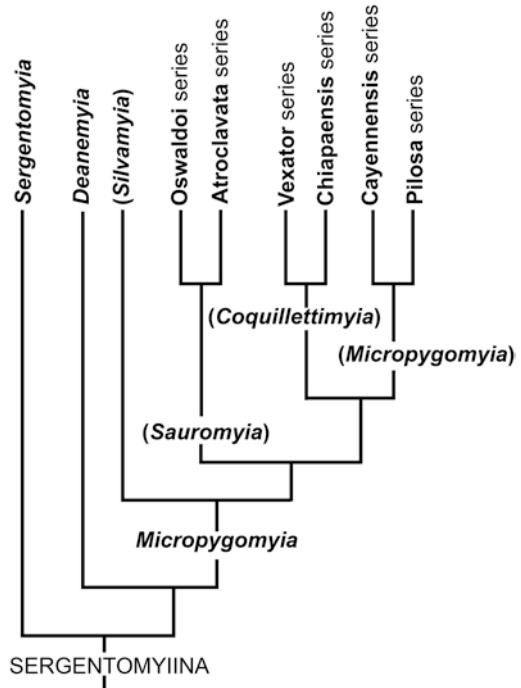 Sergentomyia
Deanemyia
(Silvamyia)
Oswaldoi series
Atroclavata series
Vexator series
Chiapaensis series
Cayennensis series
Pilosa series
(Coquillettimyia)
(Micropygomyia)
(Sauromyia)
Micropygomyia
SERGENTOMYIINA